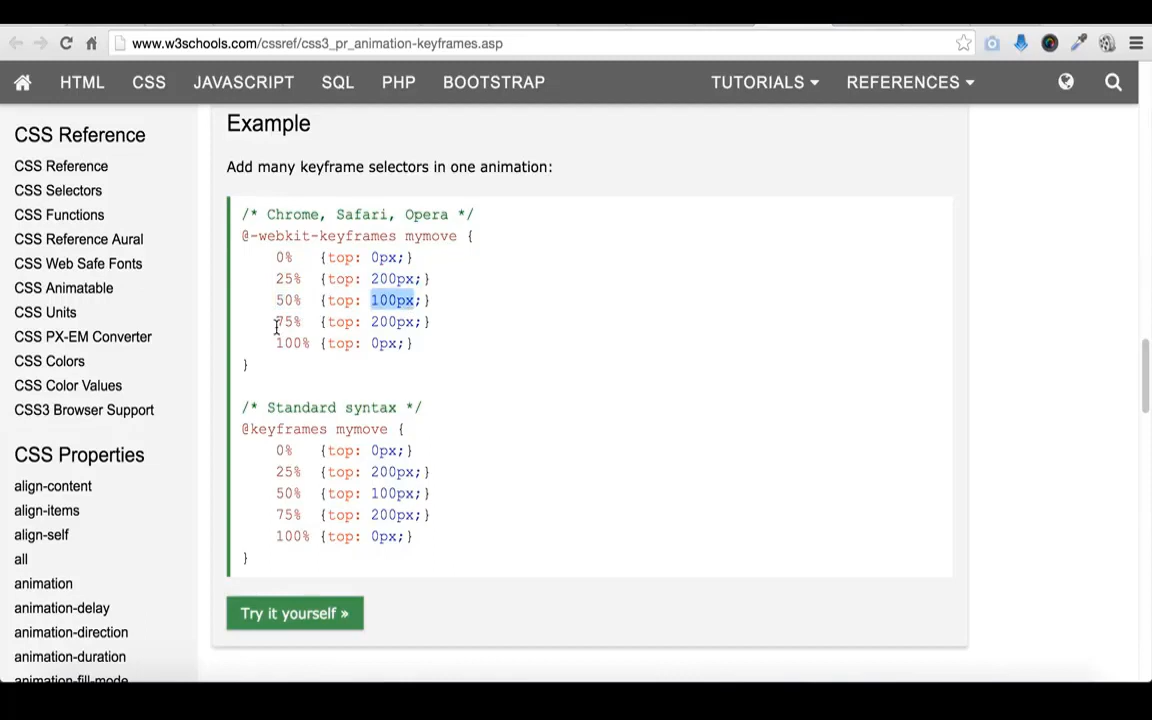 www.w3schools.com/cssref/css3_pr_animation-keyframes.asp
HTML CSS JAVASCRIPT SQL PHP BOOTSTRAP TUTORIALS REFERENCES
CSS Reference
CSS Reference
CSS Selectors
CSS Functions
CSS Reference Aural
CSS Web Safe Fonts
CSS Animatable
CSS Units
CSS PX-EM Converter
CSS Colors
CSS Color Values
CSS3 Browser Support
CSS Properties
align-content
align-items
align-self
all
animation
animation-delay
animation-direction
animation-duration
animation-fill-mode
Example
Add many keyframe selectors in one animation:
/* Chrome, Safari, Opera */
@-webkit-keyframes mymove {
0% {top: 0px;}
25% {top: 200px;}
50% {top: 100px;}
75% {top: 200px;}
100% {top: 0px;}
}
/* Standard syntax */
@keyframes mymove {
0% {top: 0px;}
25% {top: 200px;}
50% {top: 100px;}
75% {top: 200px;}
100% {top: 0px;}
}
Try it yourself »